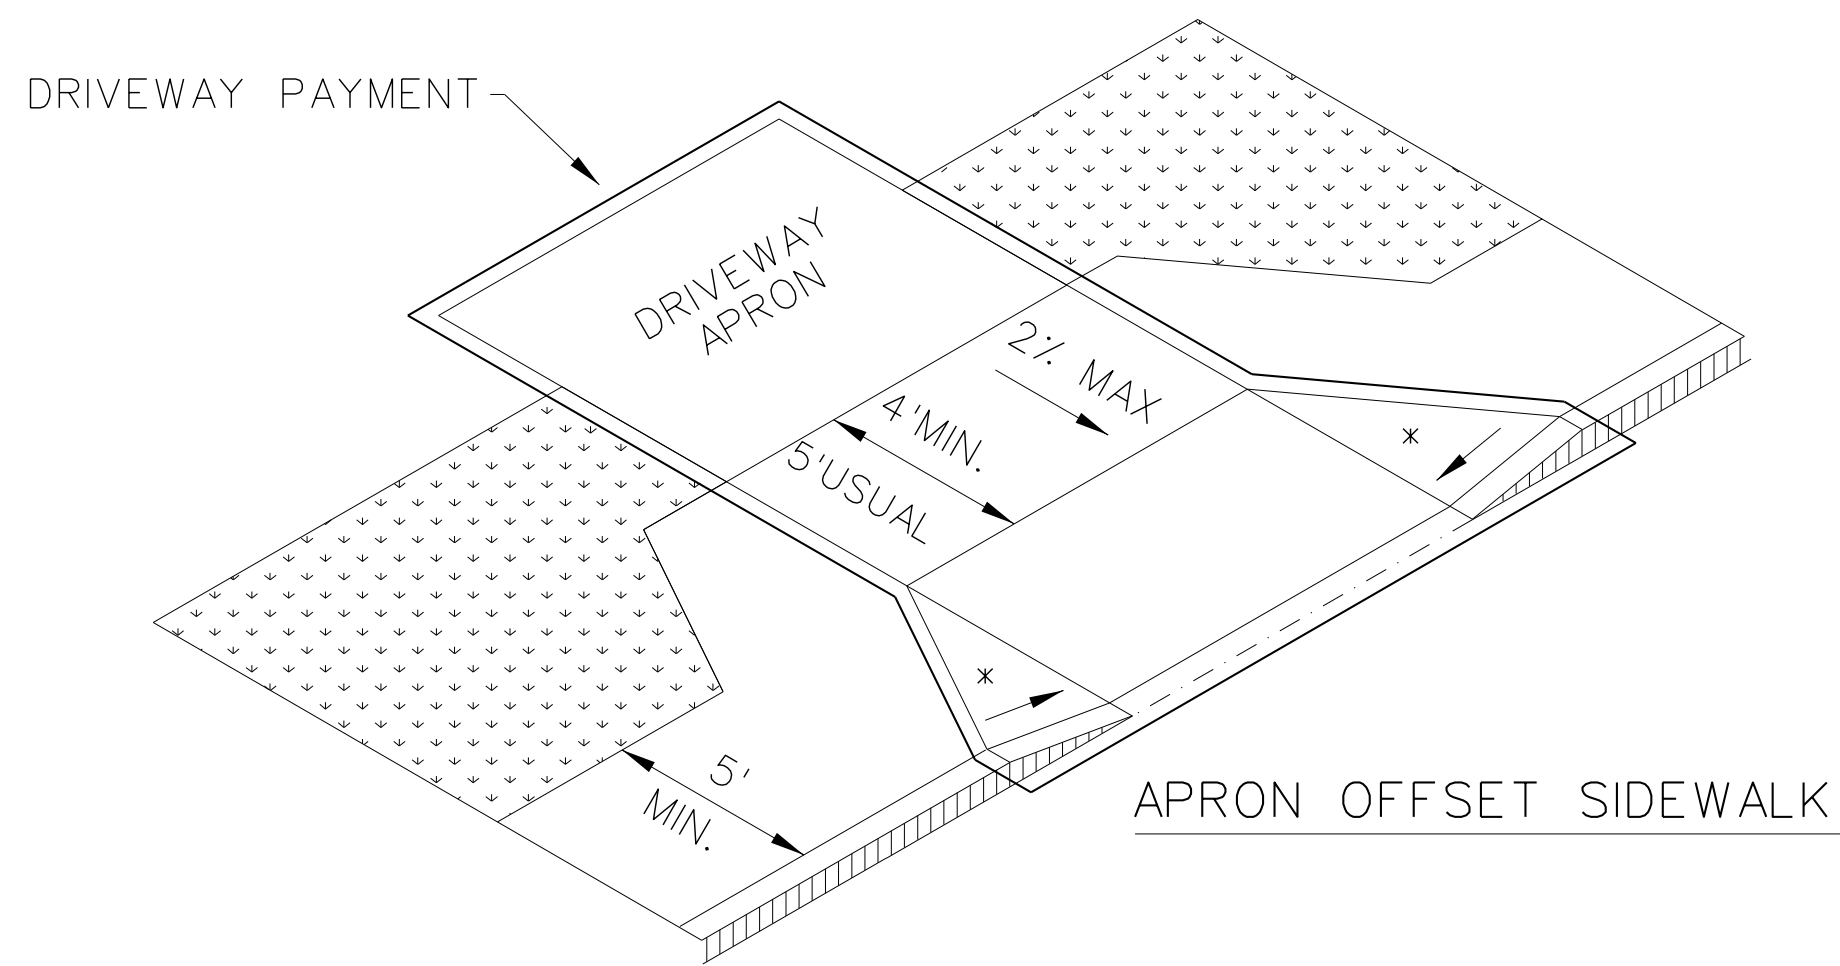 DRIVEWAY PAYMENT
DRIVEWAY
APRON
2% MAX
4'MIN.
5'USUAL
*
*
5'
MIN.
APRON OFFSET SIDEWALK